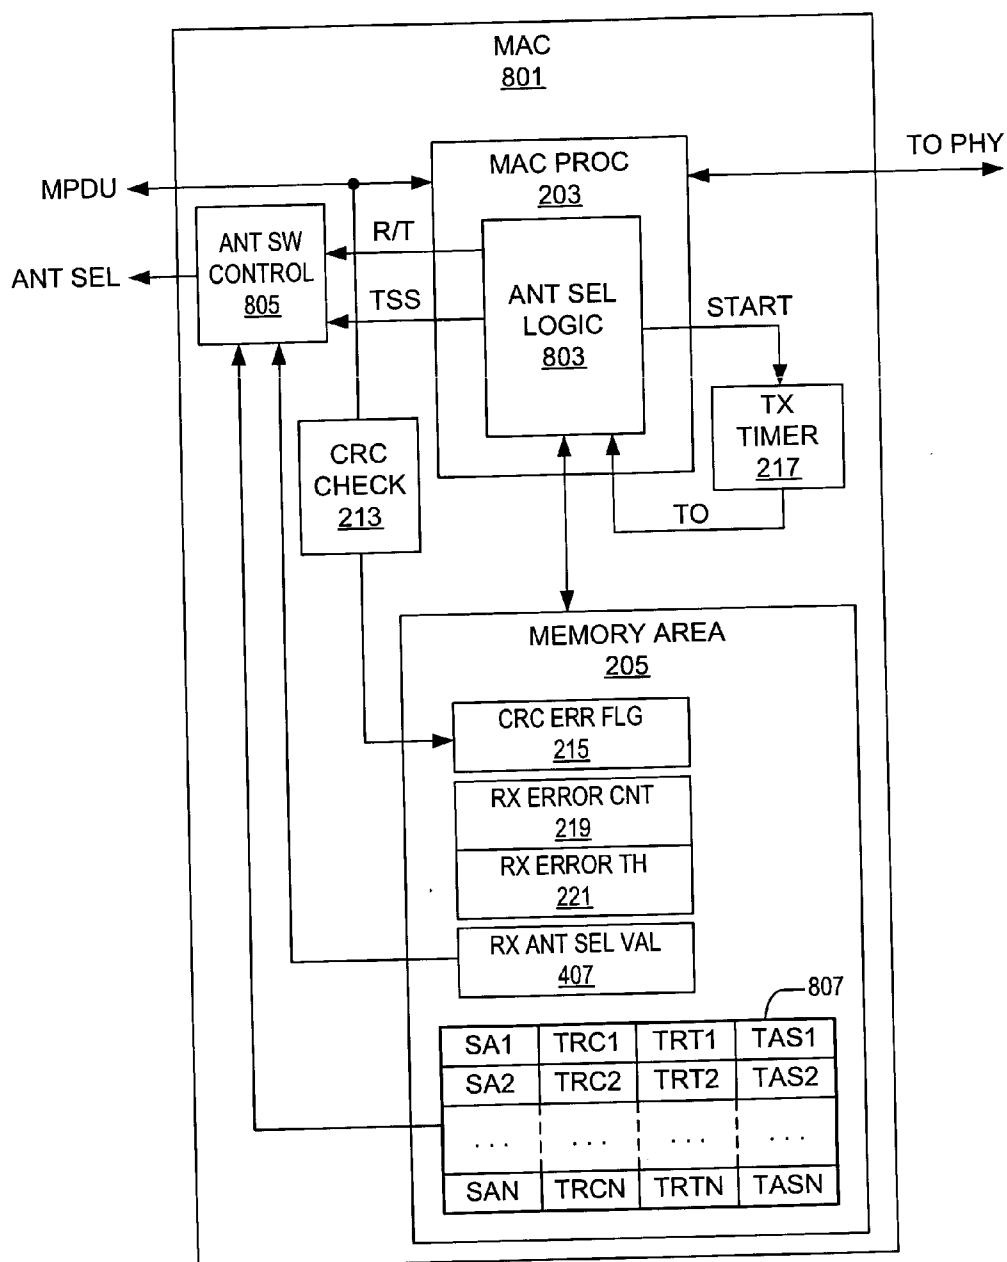 MAC
801
TO PHY
MPDU
MAC PROC
203
R/T
ANT SW
CONTROL
805
ANT SEL
TSS
ANT SEL
LOGIC
803
START
TX
TIMER
217
CRC
CHECK
213
TO
MEMORY AREA
205
CRC ERR FLG
215
RX ERROR CNT
219
RX ERROR TH
221
RX ANT SEL VAL
407
807
SA1 TRC1 TRT1 TAS1
SA2 TRC2 TRT2 TAS2
... ... ... ...
SAN TRCN TRTN TASN